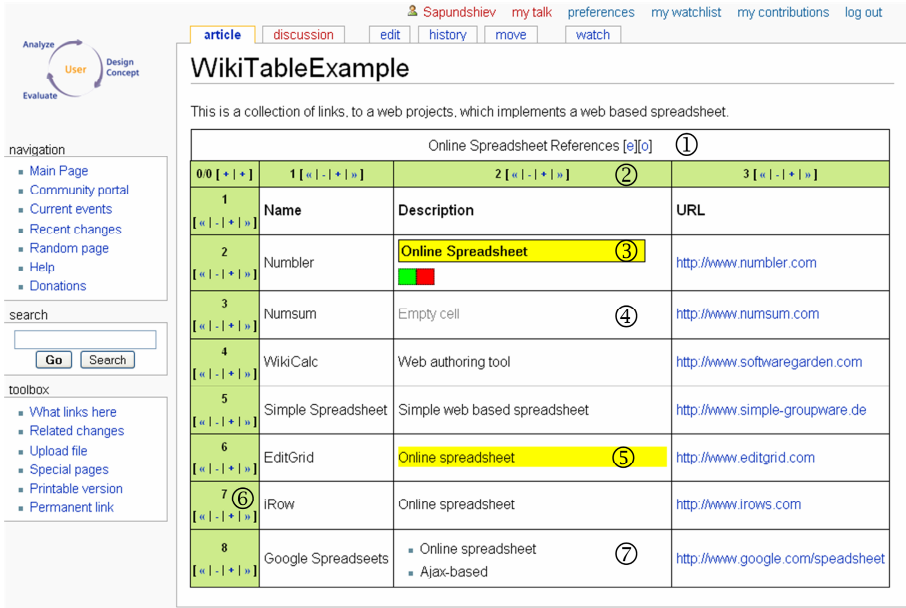 Sapundshiev my talk preferences my watchlist my contributions log out
article discussion edit history move watch
Analyze
User
Design
Concept
Evaluate
WikiTableExample
This is a collection of links, to a web projects, which implements a web based spreadsheet.
Online Spreadsheet References [e][o] ①
0/0 [ + | + ] 1 [ « | - | + | » ] 2 [ « | - | + | » ] ② 3 [ « | - | + | » ]
1
[ « | - | + | » ] Name Description URL
2
[ « | - | + | » ] Numbler Online Spreadsheet ③ http://www.numbler.com
3
[ « | - | + | » ] Numsum Empty cell ④ http://www.numsum.com
4
[ « | - | + | » ] WikiCalc Web authoring tool http://www.softwaregarden.com
5
[ « | - | + | » ] Simple Spreadsheet Simple web based spreadsheet http://www.simple-groupware.de
6
[ « | - | + | » ] EditGrid Online spreadsheet ⑤ http://www.editgrid.com
7 ⑥
[ « | - | + | » ] iRow Online spreadsheet http://www.irows.com
8
[ « | - | + | » ] Google Spreadseets Online spreadsheet ⑦ http://www.google.com/speadsheet
Ajax-based
navigation
Main Page
Community portal
Current events
Recent changes
Random page
Help
Donations
search
Go Search
toolbox
What links here
Related changes
Upload file
Special pages
Printable version
Permanent link